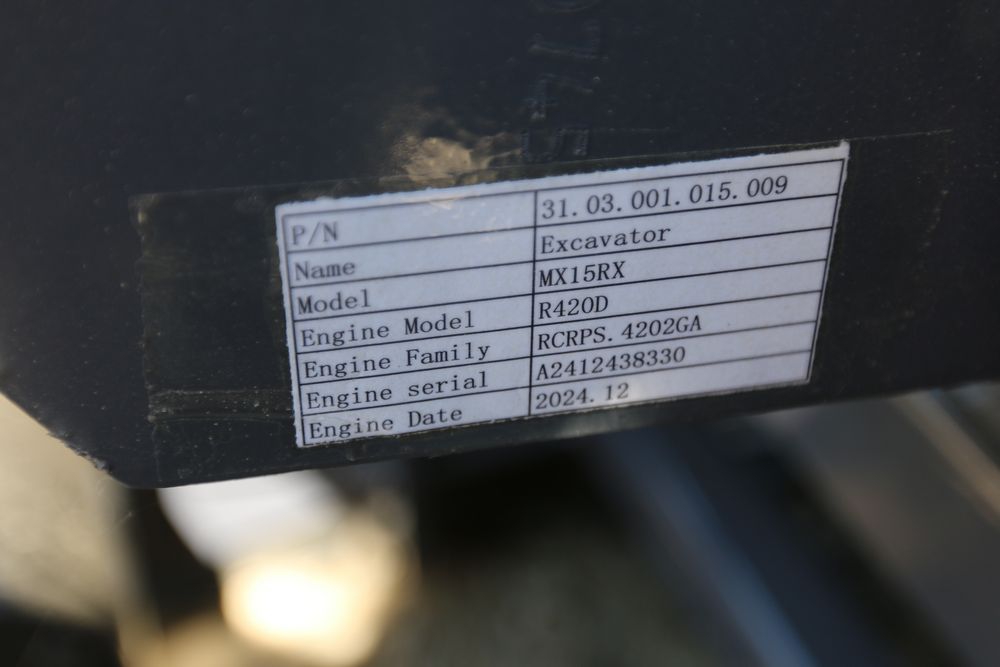 P/N 31.03.001.015.009
Name Excavator
Model MX15RX
Engine Model R420D
Engine Family RCRPS.4202GA
Engine serial A2412438330
Engine Date 2024.12